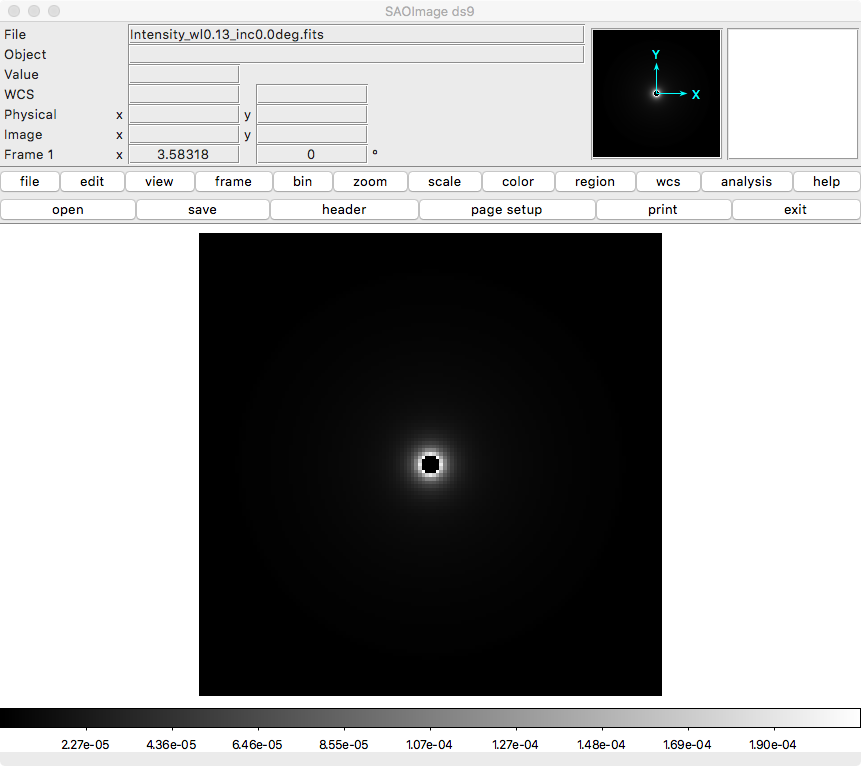 SAOImage ds9
File Intensity_wl0.13_inc0.0deg.fits
Object
Value
WCS
Physical x y
Image x y
Frame 1 x 3.58318 0 °
Y
X
file edit view frame bin zoom scale color region wcs analysis help
open save header page setup print exit
2.27e-05 4.36e-05 6.46e-05 8.55e-05 1.07e-04 1.27e-04 1.48e-04 1.69e-04 1.90e-04